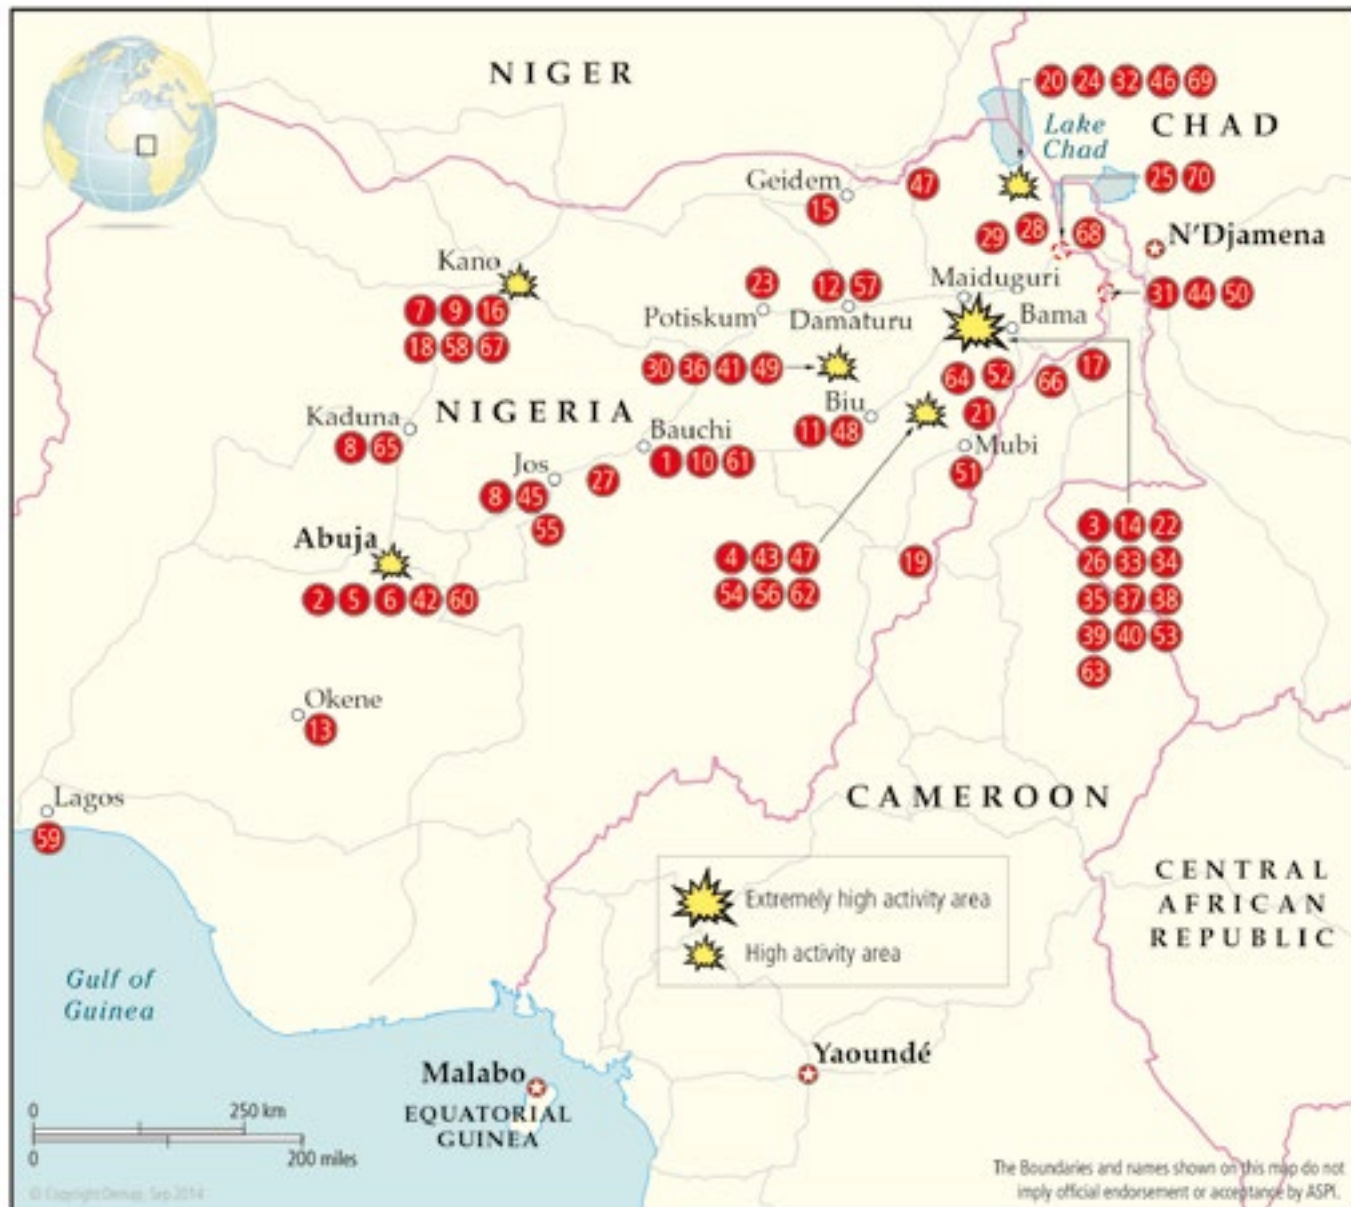 NIGER
20 24 32 46 69
Lake
Chad
CHAD
25 70
Geidem
15
47
29 28 68
N'Djamena
Kano
7 9 16
18 58 67
23
Potiskum
12 57
Damaturu
Maiduguri
Bama
31 44 50
30 36 41 49
64 52 66 17
NIGERIA
Kaduna
8 65
Biu
11 48
21
Mubi
51
Bauchi
1 10 61
Jos
8 45
27
55
Abuja
2 5 6 42 60
4 43 47
54 56 62
19
3 14 22
26 33 34
35 37 38
39 40 53
63
Okene
13
Lagos
59
CAMEROON
Extremely high activity area
High activity area
CENTRAL
AFRICAN
REPUBLIC
Gulf of
Guinea
Malabo
EQUATORIAL
GUINEA
Yaoundé
0 250 km
0 200 miles
The Boundaries and names shown on this map do not
imply official endorsement or acceptance by ASPI.
© Copyright Demap, Sep 2014